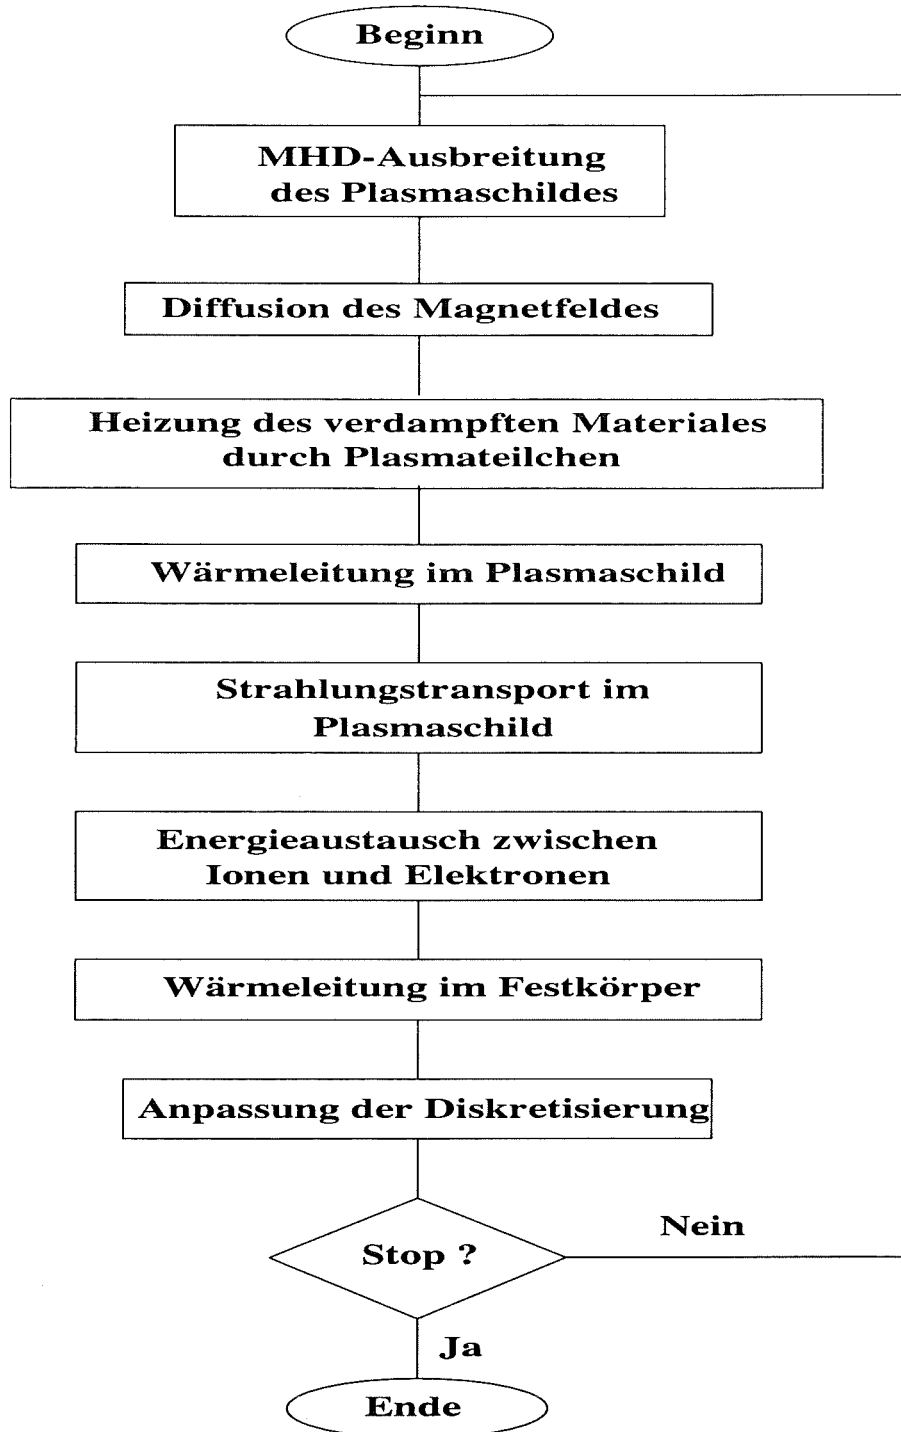 Beginn
MHD-Ausbreitung
des Plasmaschildes
Diffusion des Magnetfeldes
Heizung des verdampften Materiales
durch Plasmateilchen
Wärmeleitung im Plasmaschild
Strahlungstransport im
Plasmaschild
Energieaustausch zwischen
Ionen und Elektronen
Wärmeleitung im Festkörper
Anpassung der Diskretisierung
Nein
Stop ?
Ja
Ende